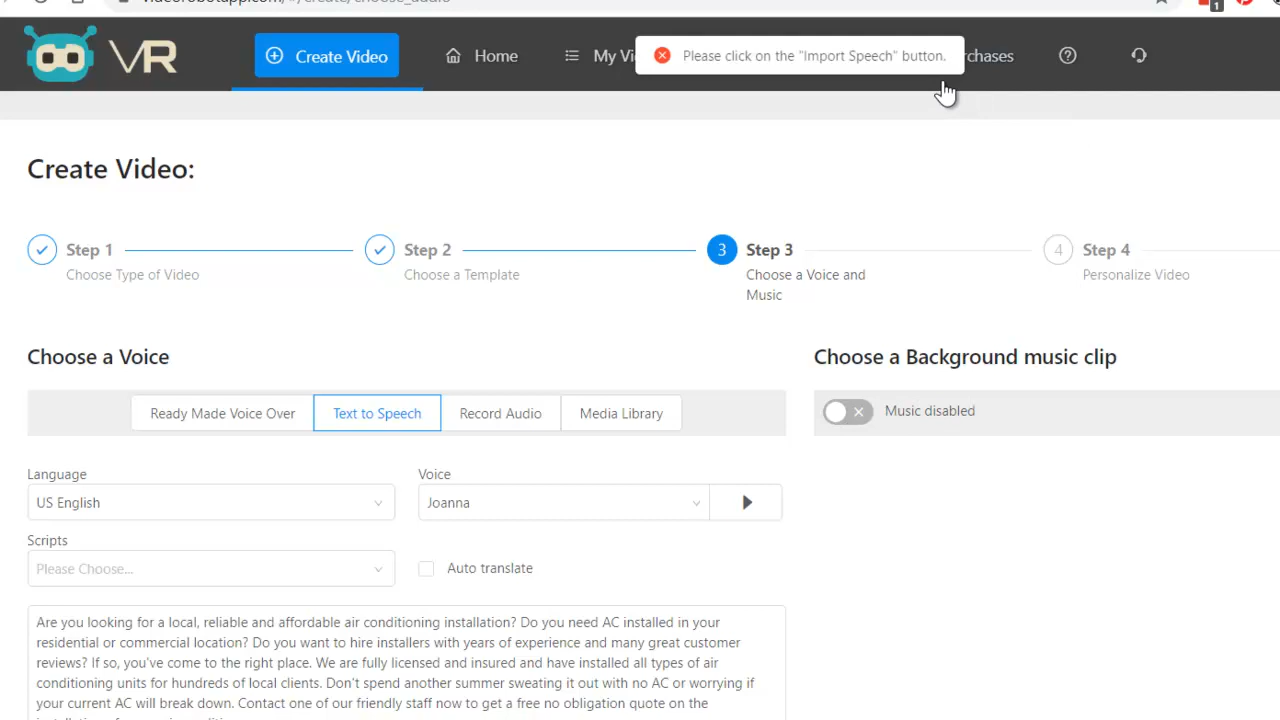 videorobotapp.com/#/create/choose_audio
1
VR
Create Video
Home
My Vi
Please click on the "Import Speech" button.
rchases
Create Video:
Step 1
Choose Type of Video
Step 2
Choose a Template
3
Step 3
Choose a Voice and
Music
4
Step 4
Personalize Video
Choose a Voice
Choose a Background music clip
Ready Made Voice Over
Text to Speech
Record Audio
Media Library
Music disabled
Language
Voice
US English
Joanna
Scripts
Please Choose...
Auto translate
Are you looking for a local, reliable and affordable air conditioning installation? Do you need AC installed in your
residential or commercial location? Do you want to hire installers with years of experience and many great customer
reviews? If so, you've come to the right place. We are fully licensed and insured and have installed all types of air
conditioning units for hundreds of local clients. Don't spend another summer sweating it out with no AC or worrying if
your current AC will break down. Contact one of our friendly staff now to get a free no obligation quote on the